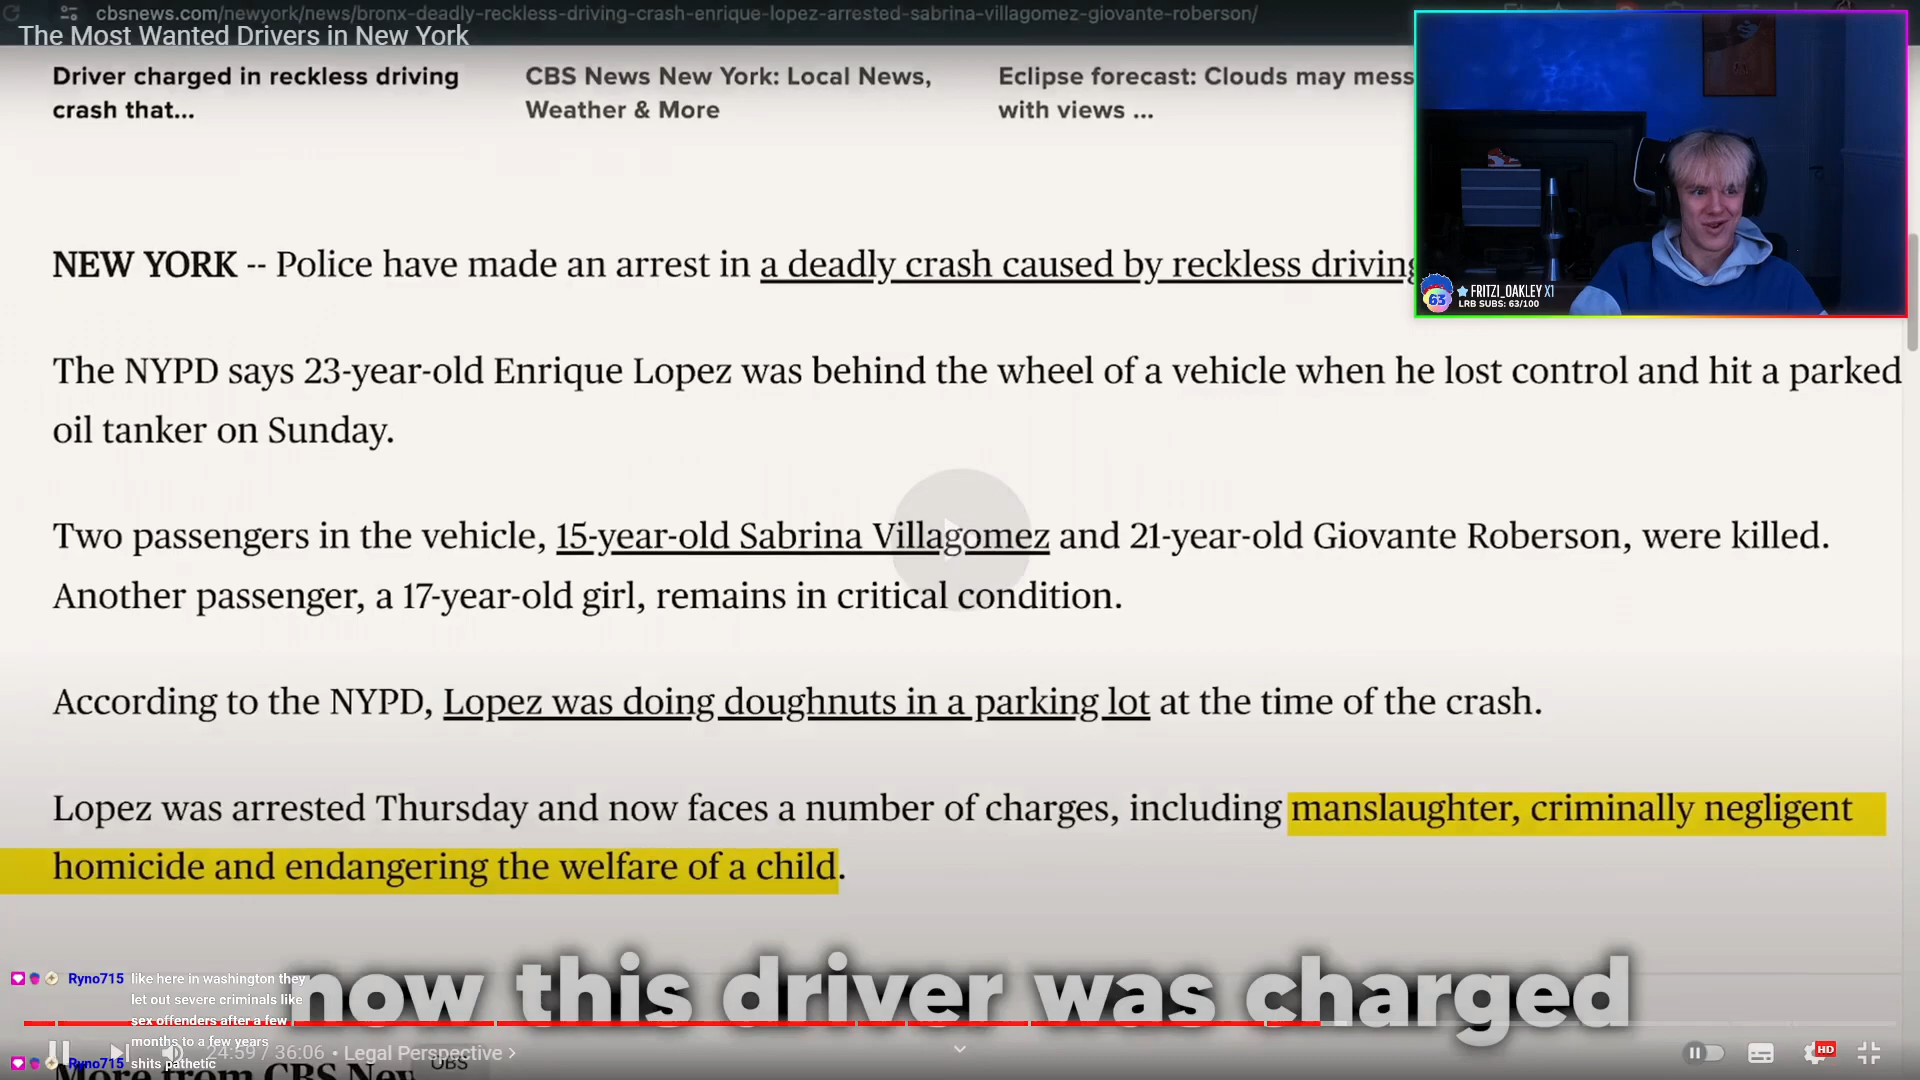 cbsnews.com/newyork/news/bronx-deadly-reckless-driving-crash-enrique-lopez-arrested-sabrina-villagomez-giovante-roberson/
The Most Wanted Drivers in New York
Driver charged in reckless driving
crash that...
CBS News New York: Local News,
Weather & More
Eclipse forecast: Clouds may mess
with views ...
63
FRITZI_OAKLEY X1
LRB SUBS: 63/100
NEW YORK -- Police have made an arrest in a deadly crash caused by reckless driving
The NYPD says 23-year-old Enrique Lopez was behind the wheel of a vehicle when he lost control and hit a parked
oil tanker on Sunday.
Two passengers in the vehicle, 15-year-old Sabrina Villagomez and 21-year-old Giovante Roberson, were killed.
Another passenger, a 17-year-old girl, remains in critical condition.
According to the NYPD, Lopez was doing doughnuts in a parking lot at the time of the crash.
Lopez was arrested Thursday and now faces a number of charges, including manslaughter, criminally negligent
homicide and endangering the welfare of a child.
now this driver was charged
Ryno715 like here in washington they
let out severe criminals like
sex offenders after a few
months to a few years
Ryno715 shits pathetic
24:59 / 36:06 • Legal Perspective >
HD
More from CBS New